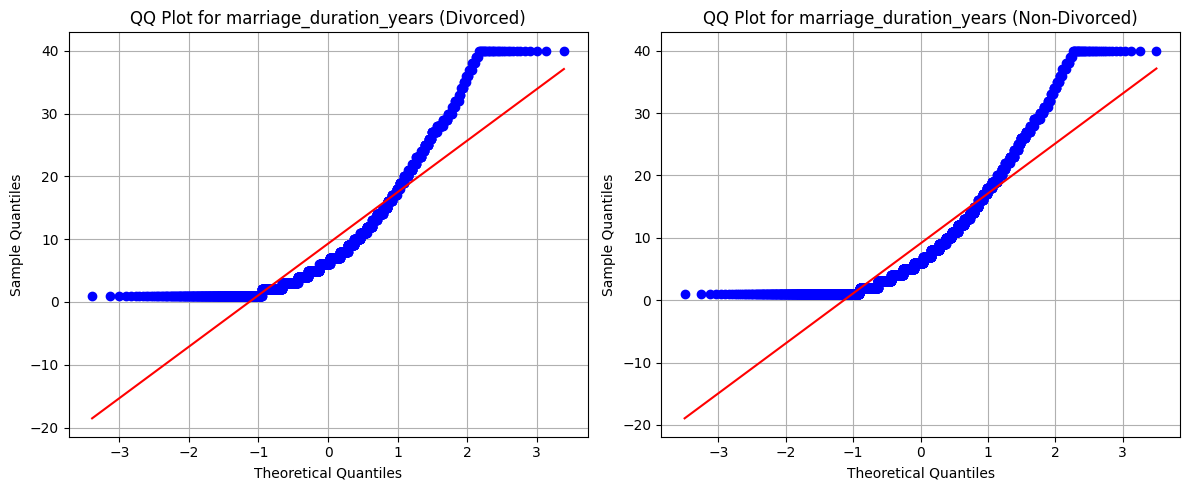 QQ Plot for marriage_duration_years (Divorced)
Sample Quantiles
40
30
20
10
0
−10
−20
−3 −2 −1 0 1 2 3
Theoretical Quantiles
QQ Plot for marriage_duration_years (Non-Divorced)
Sample Quantiles
40
30
20
10
0
−10
−20
−3 −2 −1 0 1 2 3
Theoretical Quantiles